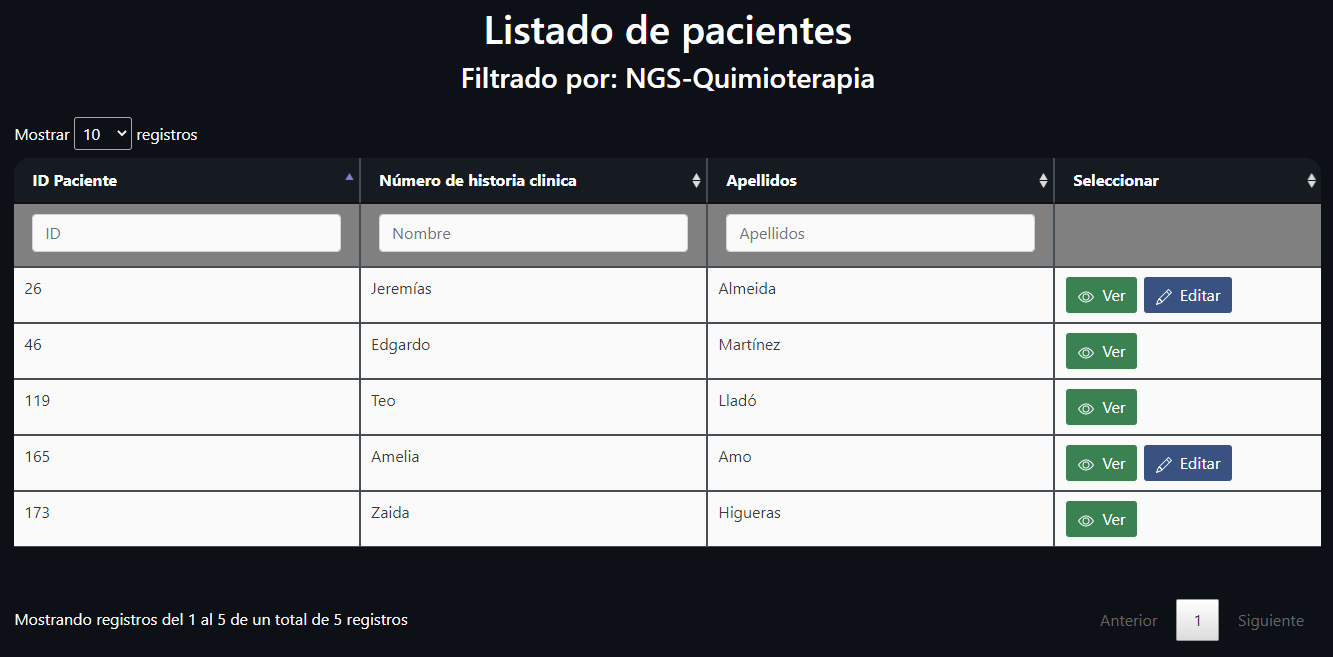 Listado de pacientes
Filtrado por: NGS-Quimioterapia
Mostrar 10 registros
ID Paciente Número de historia clinica Apellidos Seleccionar
ID Nombre Apellidos
26 Jeremías Almeida Ver Editar
46 Edgardo Martínez Ver
119 Teo Lladó Ver
165 Amelia Amo Ver Editar
173 Zaida Higueras Ver
Mostrando registros del 1 al 5 de un total de 5 registros
Anterior 1 Siguiente